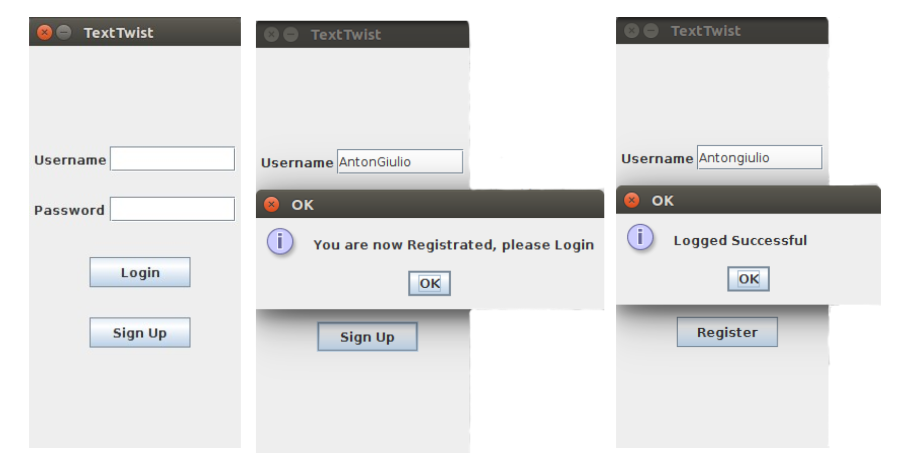 TextTwist
Username
Password
Login
Sign Up
TextTwist
Username AntonGiulio
OK
You are now Registrated, please Login
OK
Sign Up
TextTwist
Username Antongiulio
OK
Logged Successful
OK
Register